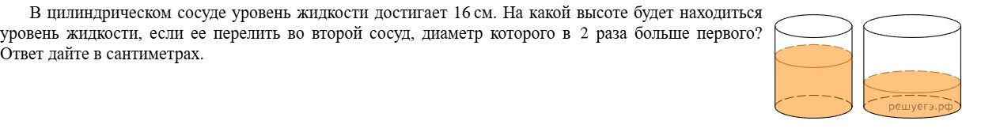 В цилиндрическом сосуде уровень жидкости достигает 16 см. На какой высоте будет находиться
уровень жидкости, если ее перелить во второй сосуд, диаметр которого в 2 раза больше первого?
Ответ дайте в сантиметрах.
решуегэ.рф